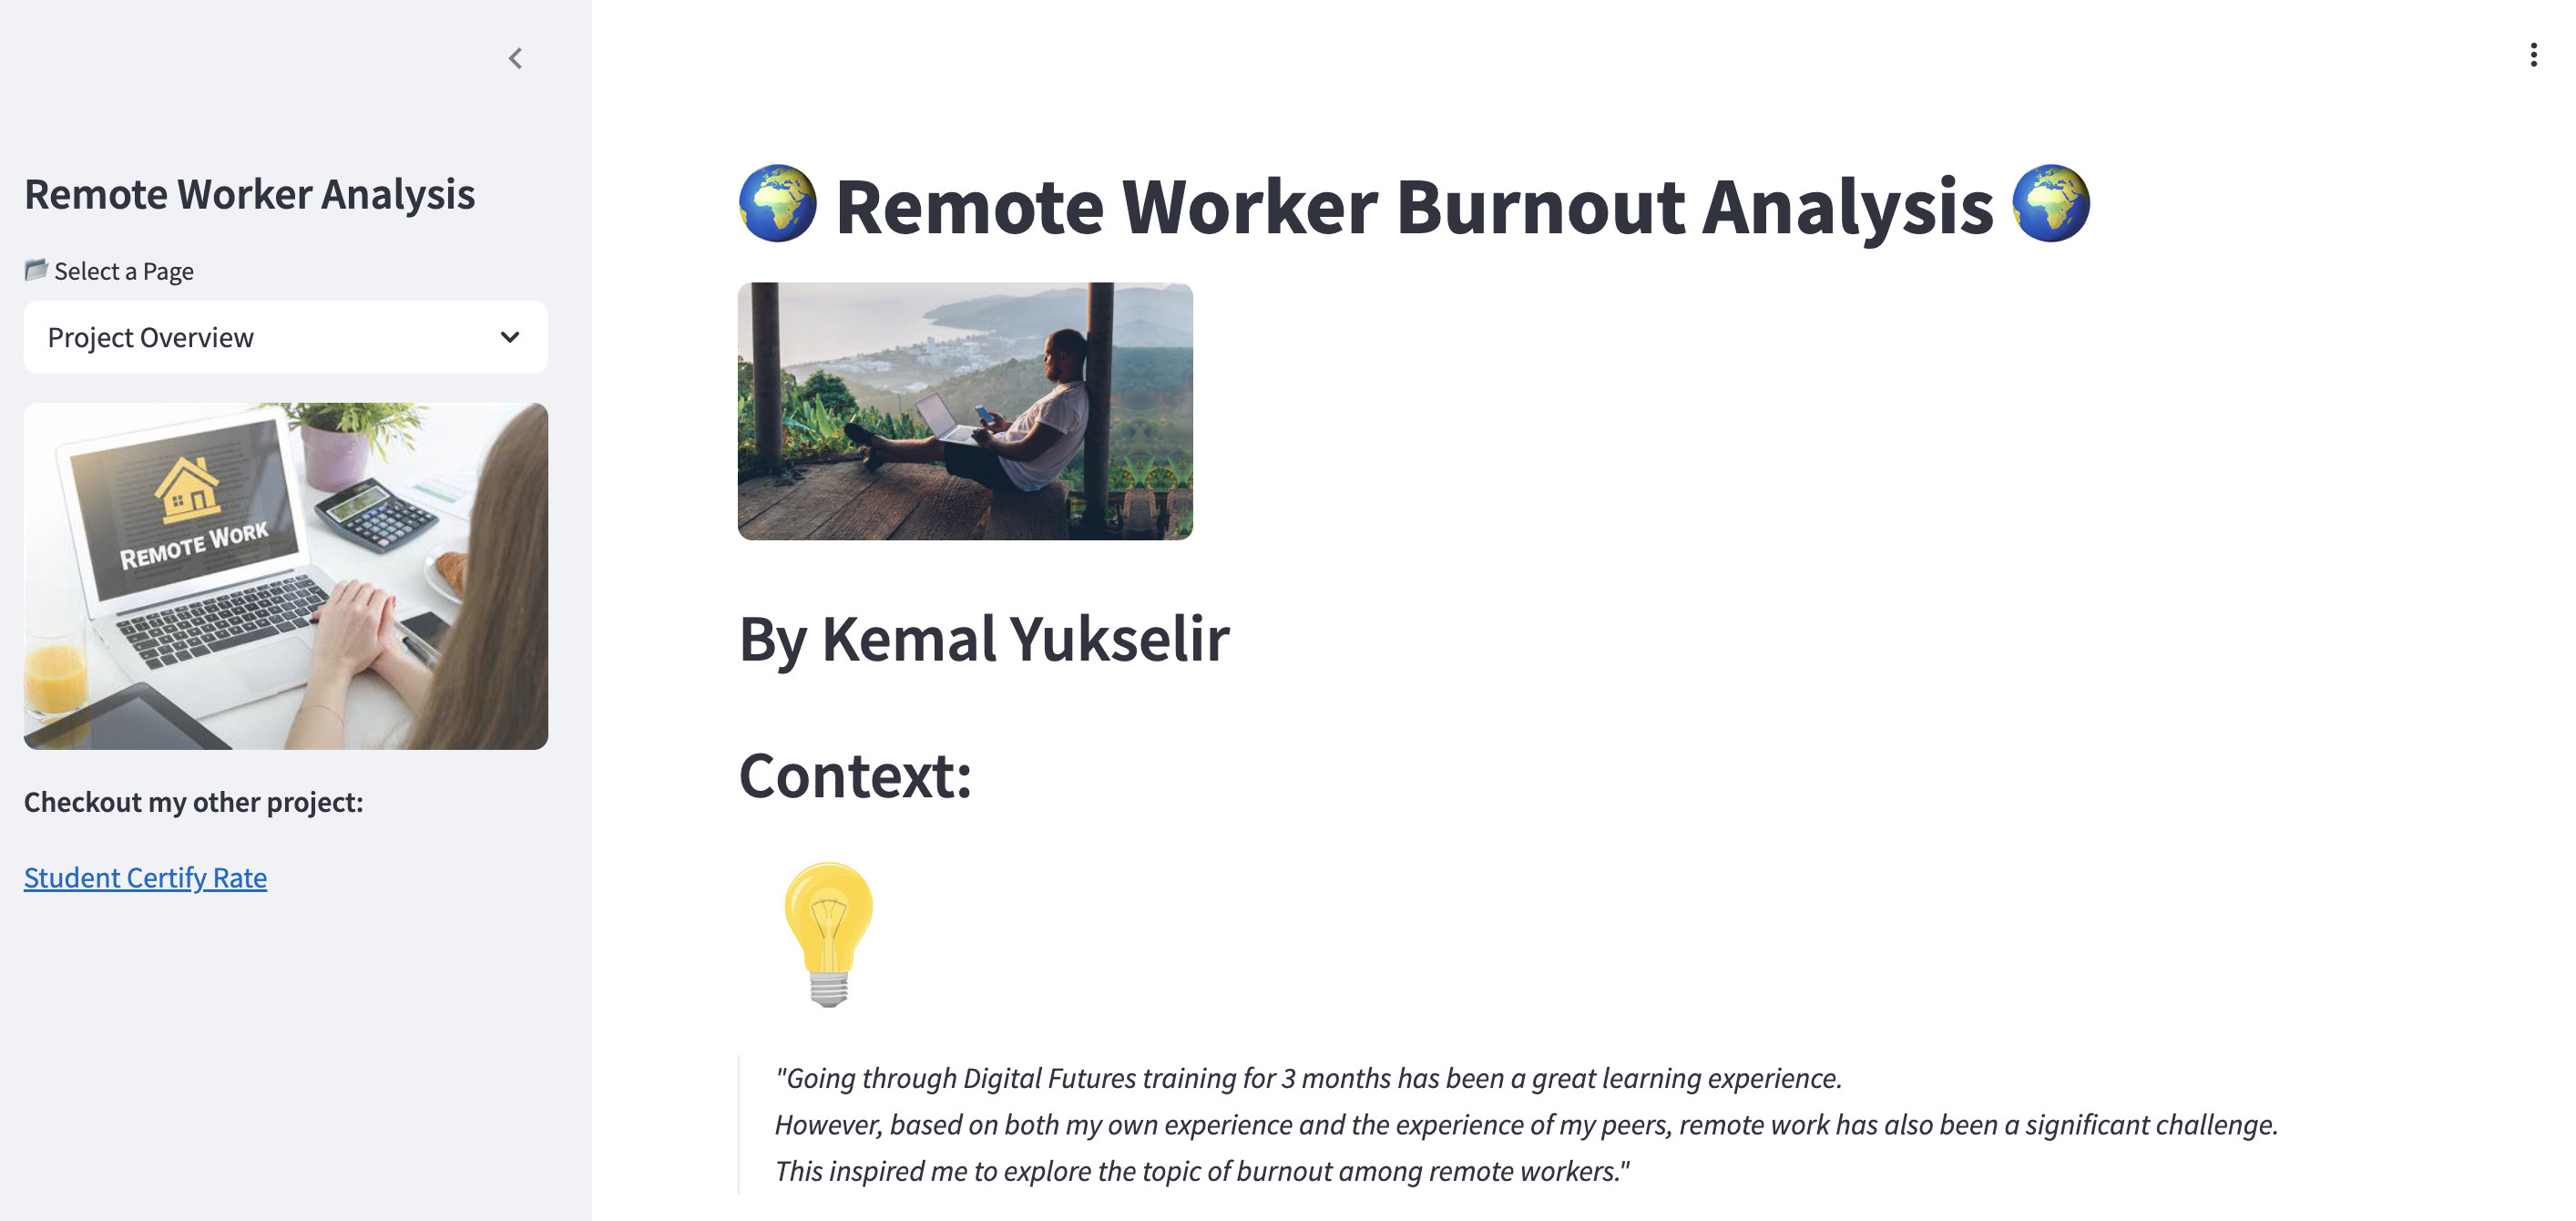 Remote Worker Analysis
Select a Page
Project Overview
REMOTE WORK
Checkout my other project:
Student Certify Rate
Remote Worker Burnout Analysis
By Kemal Yukselir
Context:
"Going through Digital Futures training for 3 months has been a great learning experience.
However, based on both my own experience and the experience of my peers, remote work has also been a significant challenge.
This inspired me to explore the topic of burnout among remote workers."